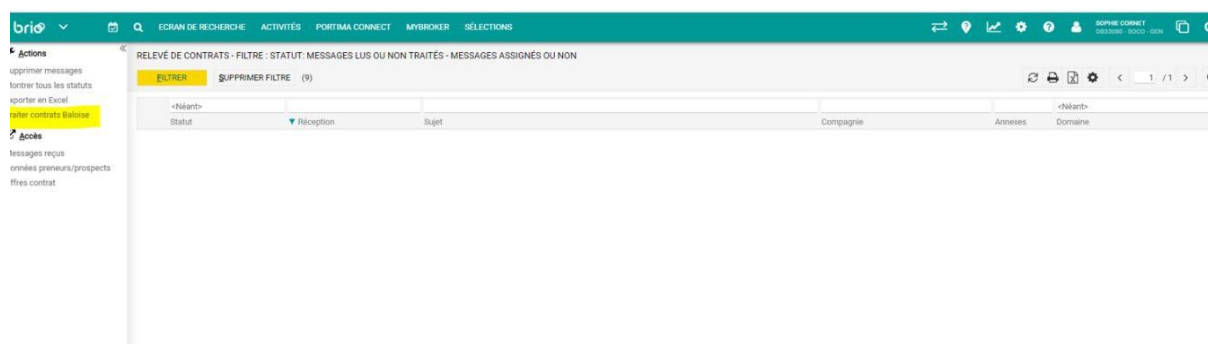 brio
ECRAN DE RECHERCHE ACTIVITÉS PORTIMA CONNECT MYBROKER SÉLECTIONS
SOPHIE CORNET
Actions
upprimer messages
Montrer tous les statuts
xporter en Excel
raiter contrats Baloise
Accès
Messages reçus
onnées preneurs/prospects
ffres contrat
RELEVÉ DE CONTRATS - FILTRE : STATUT: MESSAGES LUS OU NON TRAITÉS - MESSAGES ASSIGNÉS OU NON
FILTRER SUPPRIMER FILTRE (9)
1 /1
<Néant> <Néant>
Statut Réception Sujet Compagnie Annexes Domaine